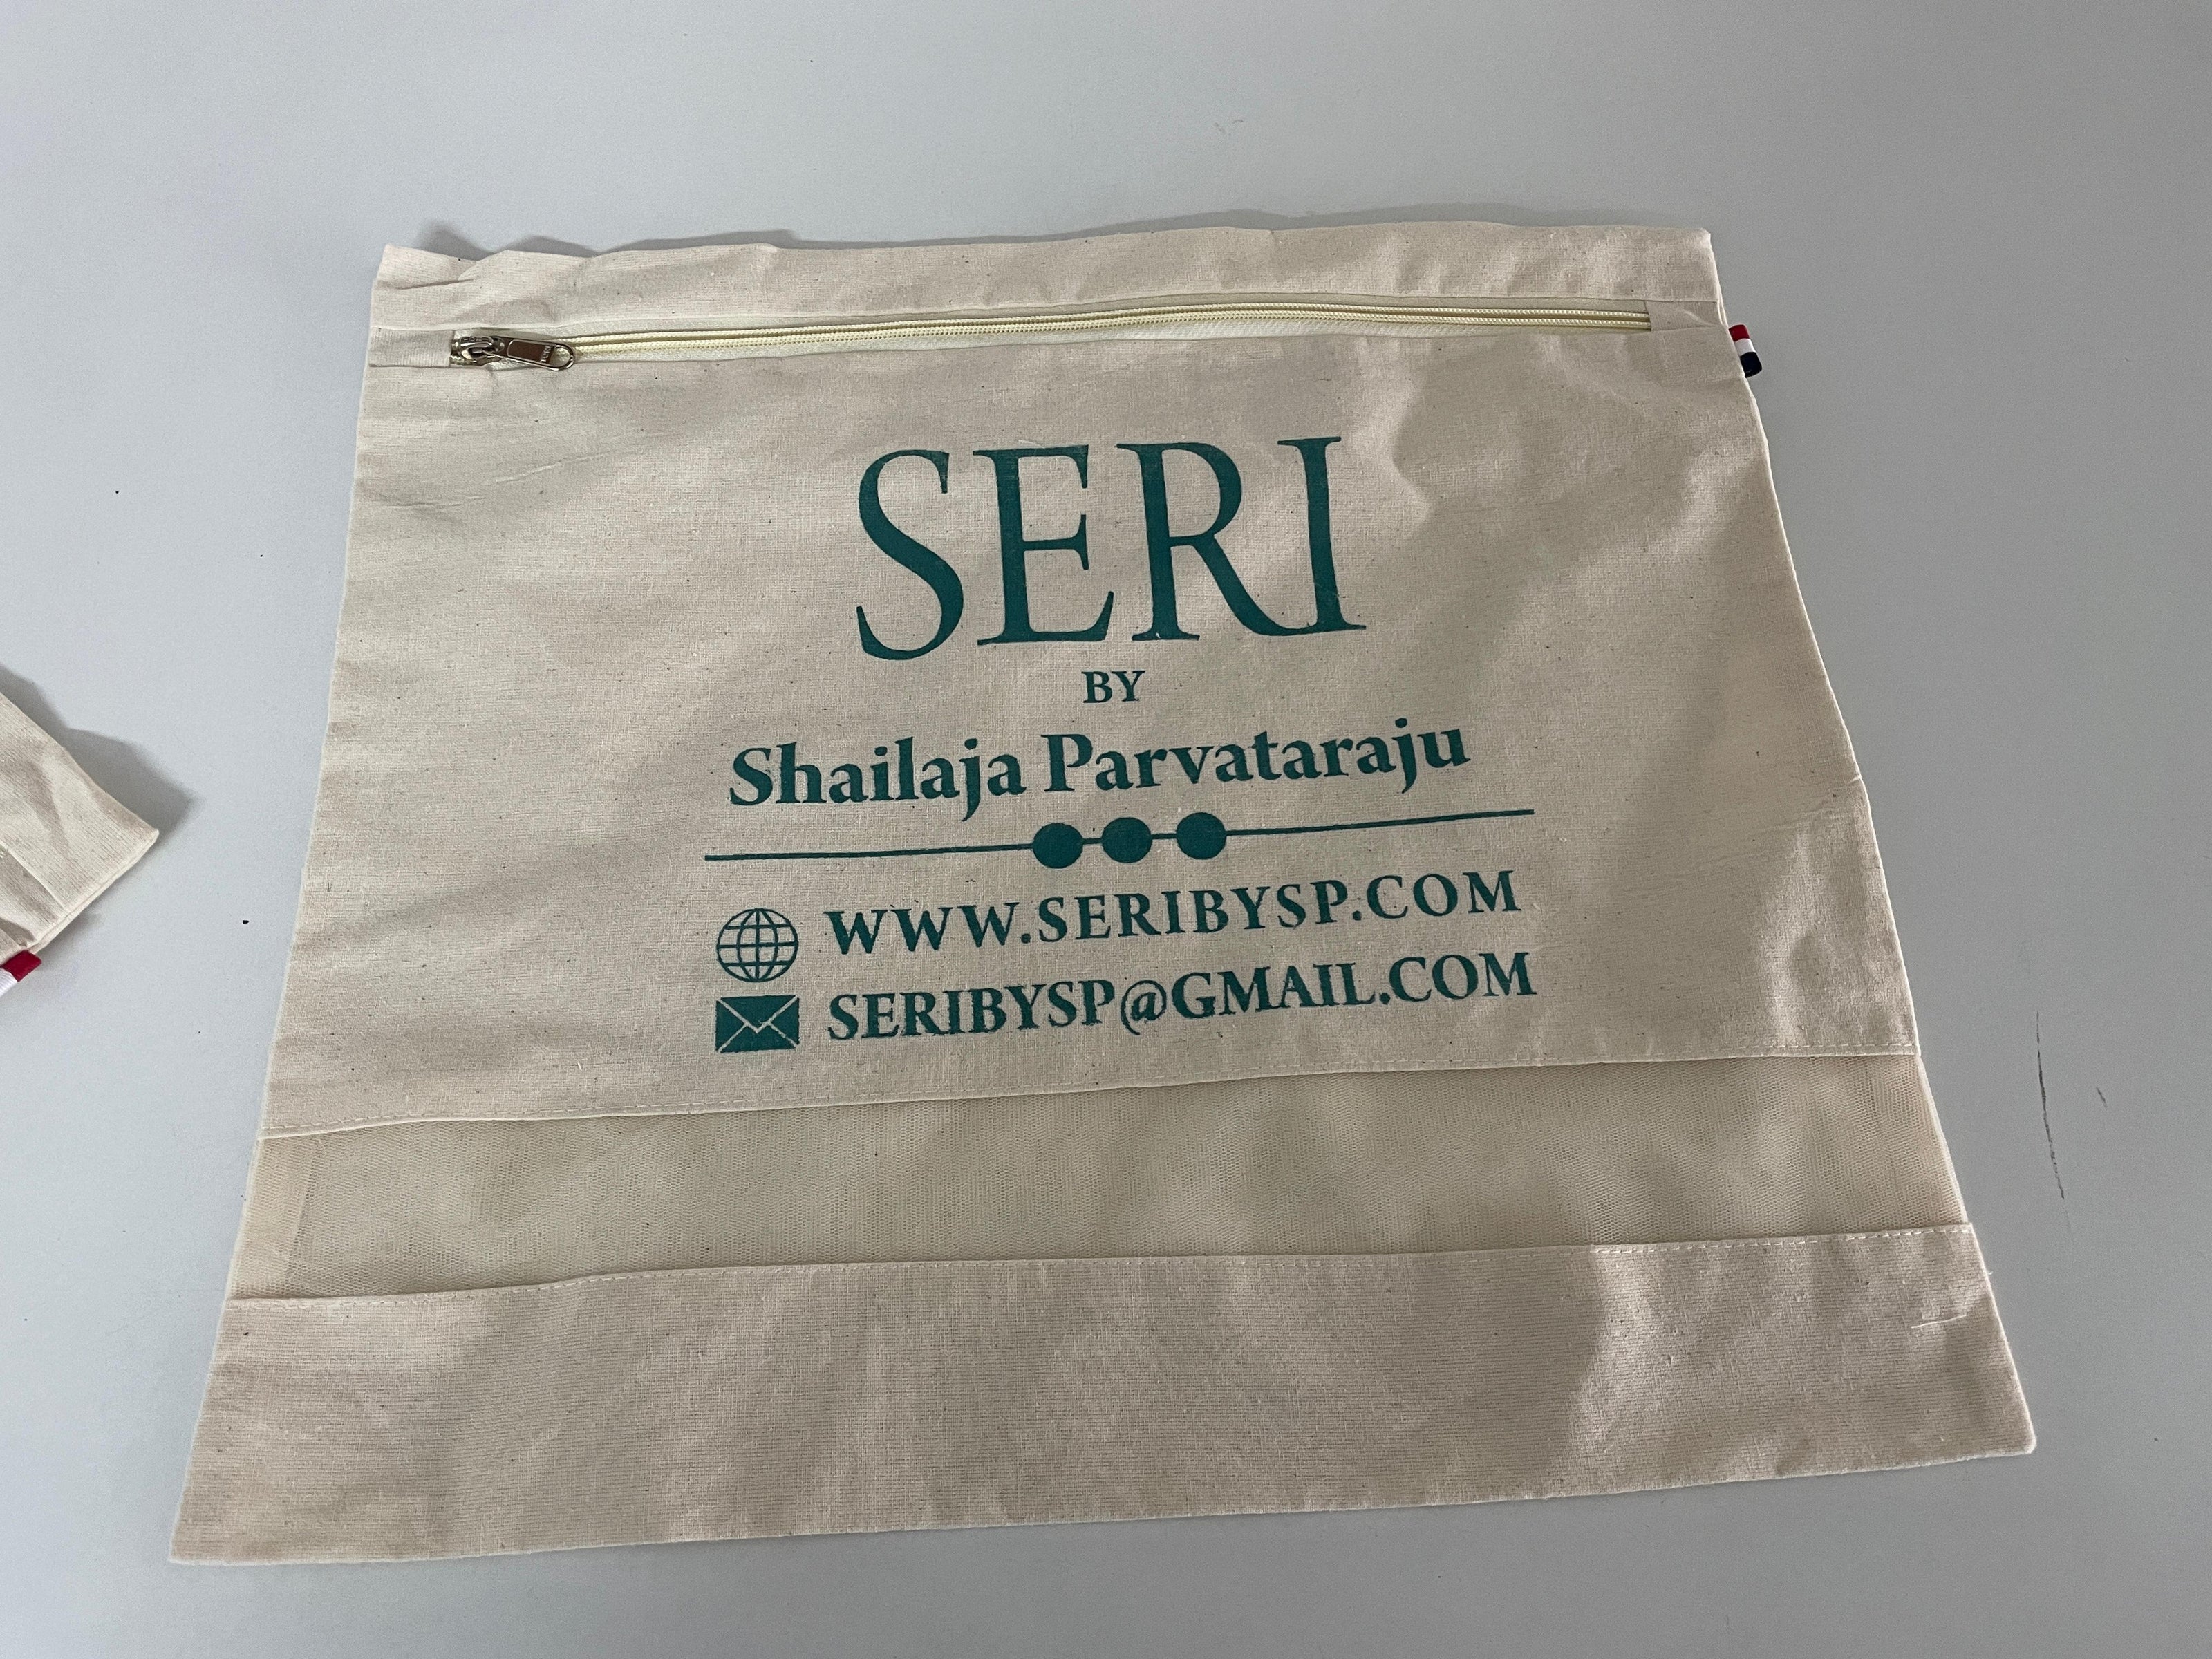 SERI
BY
Shailaja Parvataraju
WWW.SERIBYSP.COM
SERIBYSP@GMAIL.COM